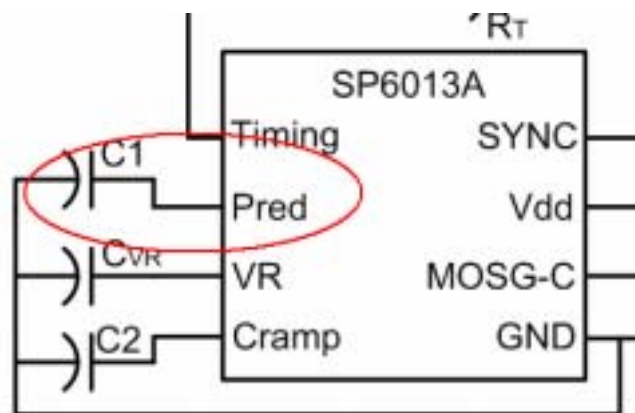 RT
SP6013A
Timing
SYNC
C1
Pred
Vdd
CVR
VR
MOSG-C
C2
Cramp
GND